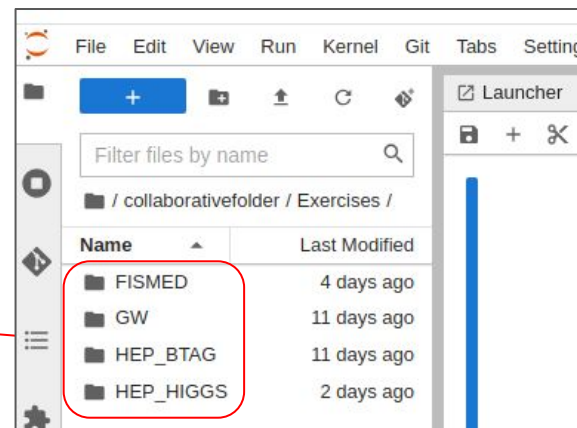 File Edit View Run Kernel Git Tabs
Launcher
Filter files by name
/ collaborativefolder / Exercises /
Name Last Modified
FISMED 4 days ago
GW 11 days ago
HEP_BTAG 11 days ago
HEP_HIGGS 2 days ago